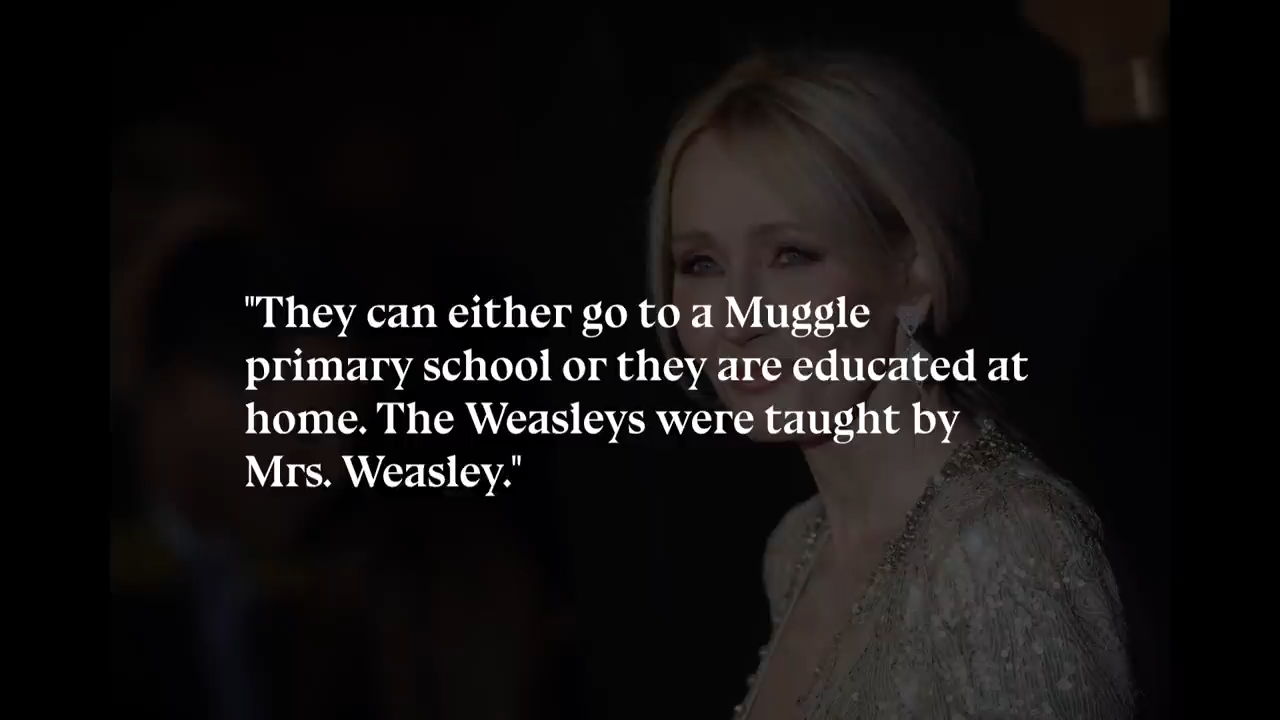 "They can either go to a Muggle
primary school or they are educated at
home. The Weasleys were taught by
Mrs. Weasley."